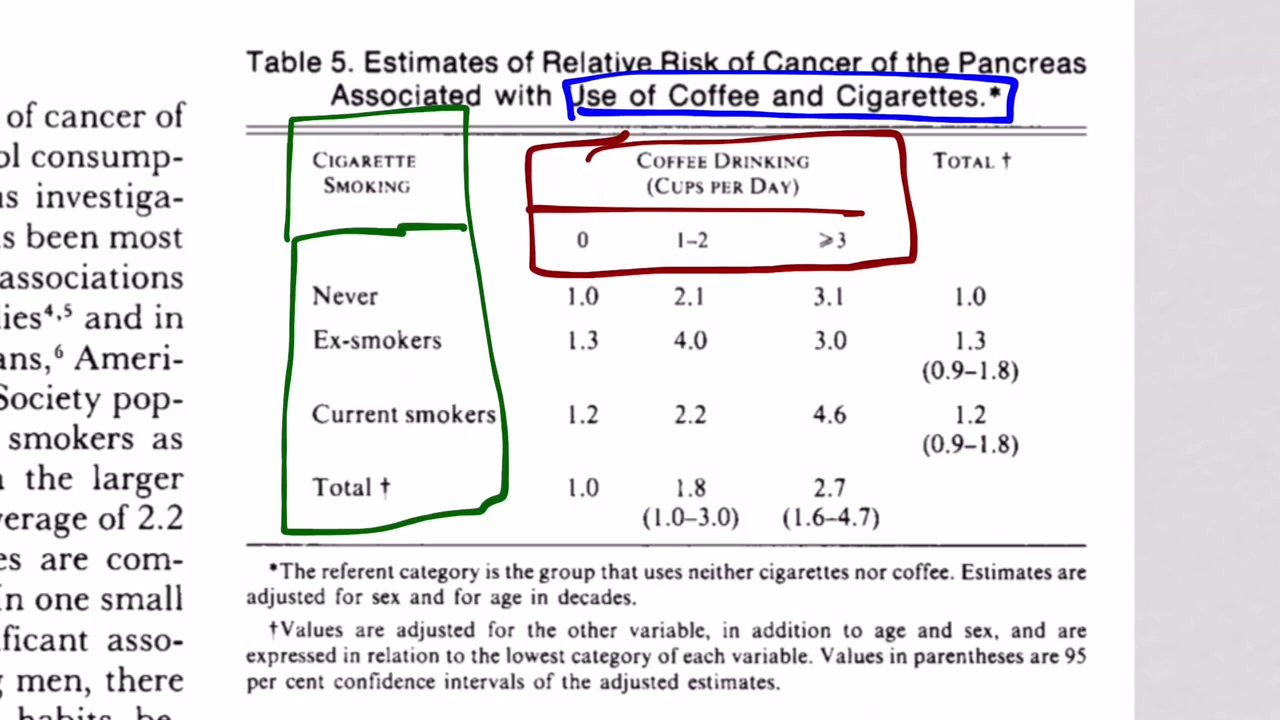 Table 5. Estimates of Relative Risk of Cancer of the Pancreas
Associated with Use of Coffee and Cigarettes.*
CIGARETTE SMOKING
COFFEE DRINKING (CUPS PER DAY)
TOTAL †
0 1–2 ⩾3
Never 1.0 2.1 3.1 1.0
Ex-smokers 1.3 4.0 3.0 1.3
(0.9–1.8)
Current smokers 1.2 2.2 4.6 1.2
(0.9–1.8)
Total † 1.0 1.8 2.7
(1.0–3.0) (1.6–4.7)
*The referent category is the group that uses neither cigarettes nor coffee. Estimates are
adjusted for sex and for age in decades.
†Values are adjusted for the other variable, in addition to age and sex, and are
expressed in relation to the lowest category of each variable. Values in parentheses are 95
per cent confidence intervals of the adjusted estimates.
of cancer of
ol consump-
us investiga-
s been most
associations
lies⁴,⁵ and in
ans,⁶ Ameri-
Society pop-
smokers as
the larger
verage of 2.2
es are com-
In one small
ificant asso-
g men, there
habits be-